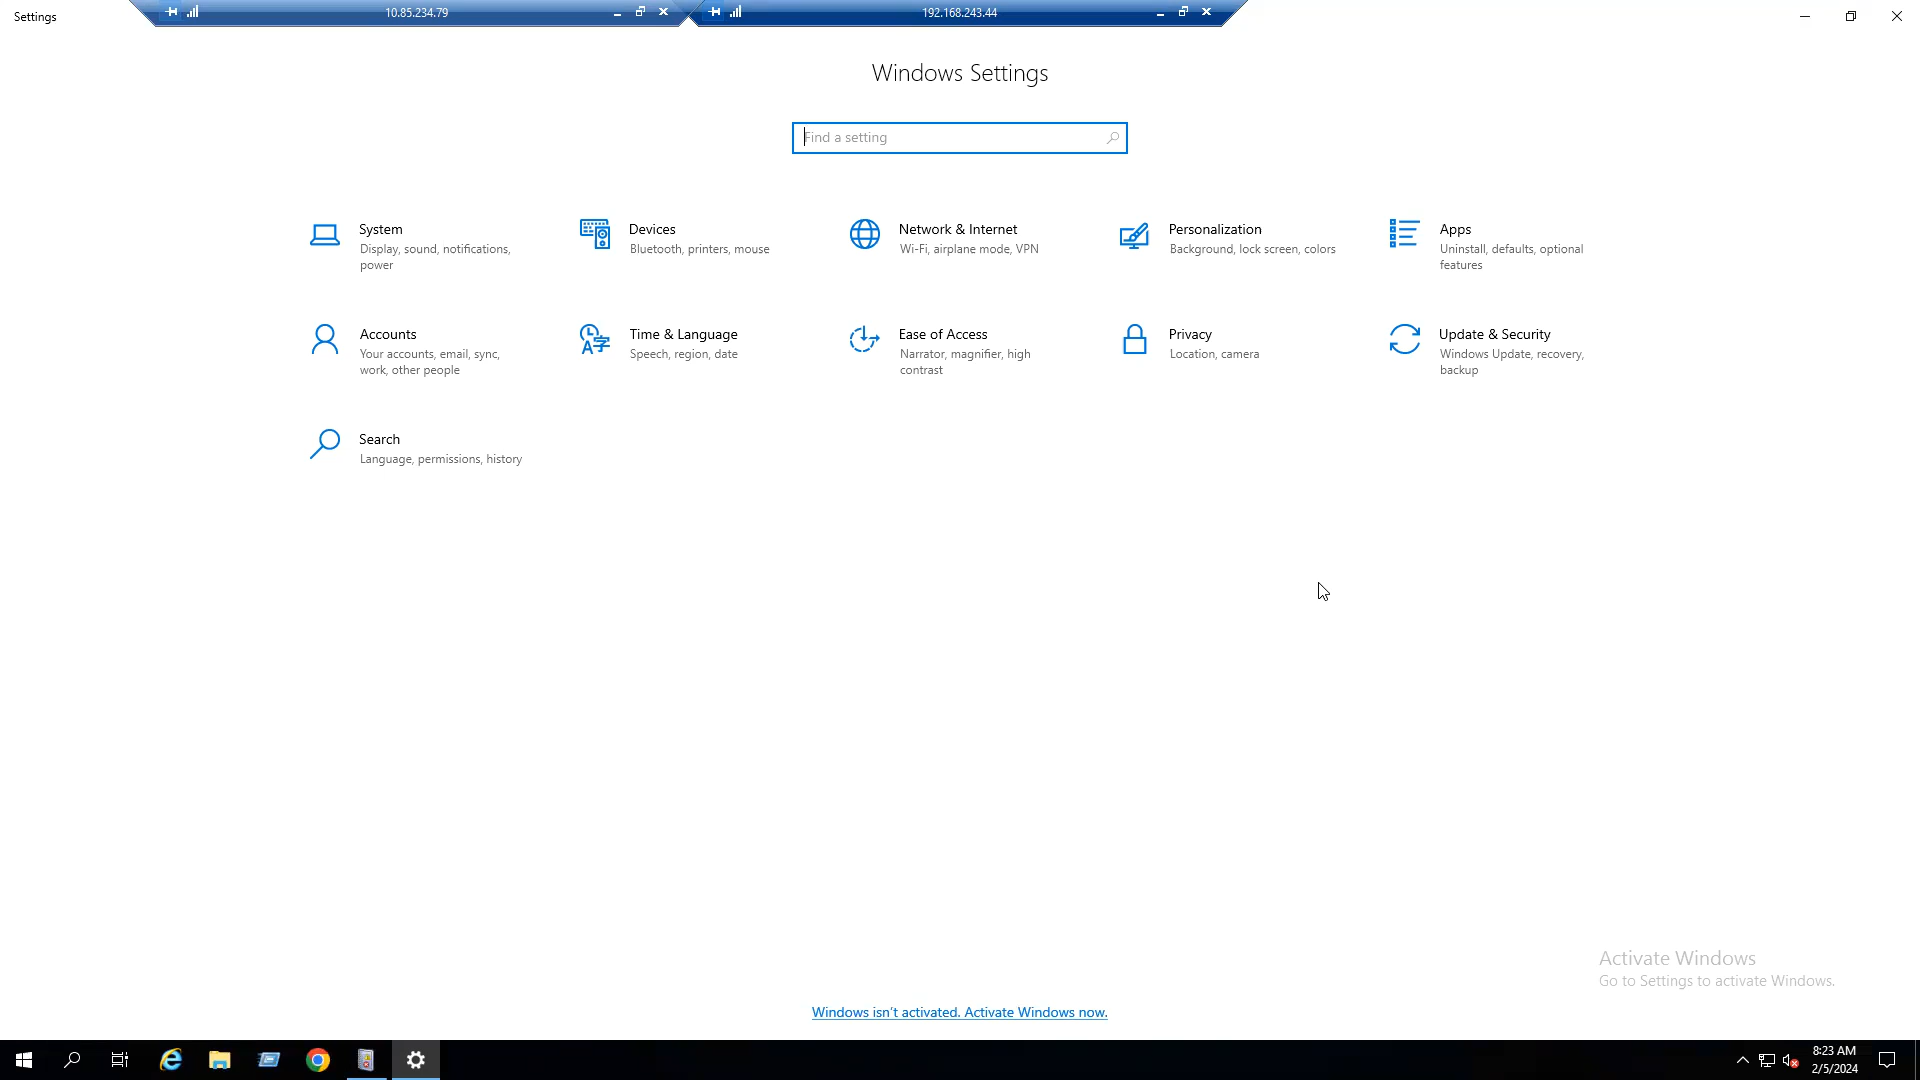 Settings
10.85.234.79
192.168.243.44
Windows Settings
Find a setting
System
Display, sound, notifications,
power
Devices
Bluetooth, printers, mouse
Network & Internet
Wi-Fi, airplane mode, VPN
Personalization
Background, lock screen, colors
Apps
Uninstall, defaults, optional
features
Accounts
Your accounts, email, sync,
work, other people
Time & Language
Speech, region, date
Ease of Access
Narrator, magnifier, high
contrast
Privacy
Location, camera
Update & Security
Windows Update, recovery,
backup
Search
Language, permissions, history
Activate Windows
Go to Settings to activate Windows.
Windows isn't activated. Activate Windows now.
8:23 AM
2/5/2024